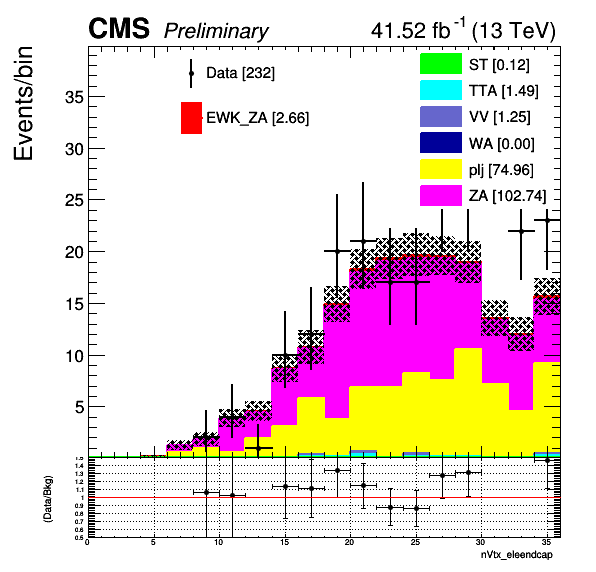 CMS Preliminary 41.52 fb⁻¹ (13 TeV)
Events/bin
Data [232]
EWK_ZA [2.66]
ST [0.12]
TTA [1.49]
VV [1.25]
WA [0.00]
plj [74.96]
ZA [102.74]
35
30
25
20
15
10
5
(Data/Bkg)
1.5
1.4
1.3
1.2
1.1
1
0.9
0.8
0.7
0.6
0.5
0 5 10 15 20 25 30 35
nVtx_eleendcap